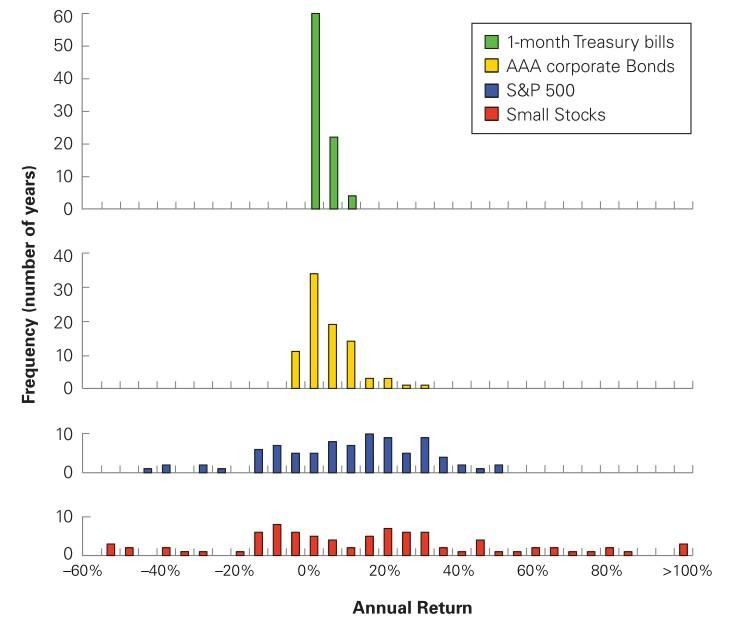 60
50
40
30
20
10
0
1-month Treasury bills
AAA corporate Bonds
S&P 500
Small Stocks
Frequency (number of years)
40
30
20
10
0
10
0
10
0
–60% –40% –20% 0% 20% 40% 60% 80% >100%
Annual Return